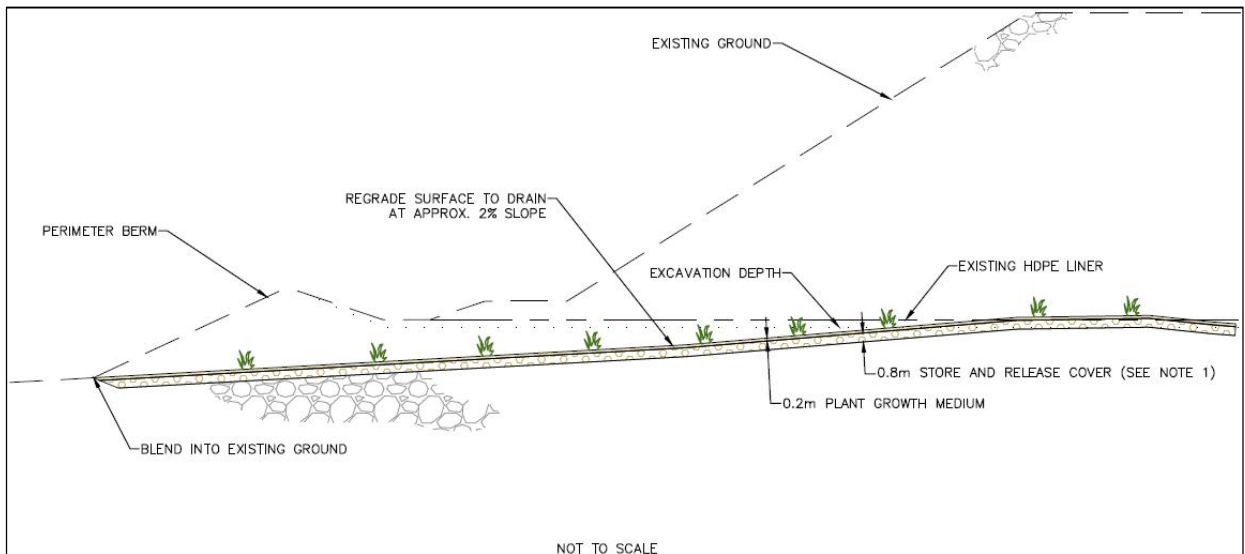 EXISTING GROUND
REGRADE SURFACE TO DRAIN
AT APPROX. 2% SLOPE
PERIMETER BERM
EXCAVATION DEPTH
EXISTING HDPE LINER
0.8m STORE AND RELEASE COVER (SEE NOTE 1)
0.2m PLANT GROWTH MEDIUM
BLEND INTO EXISTING GROUND
NOT TO SCALE